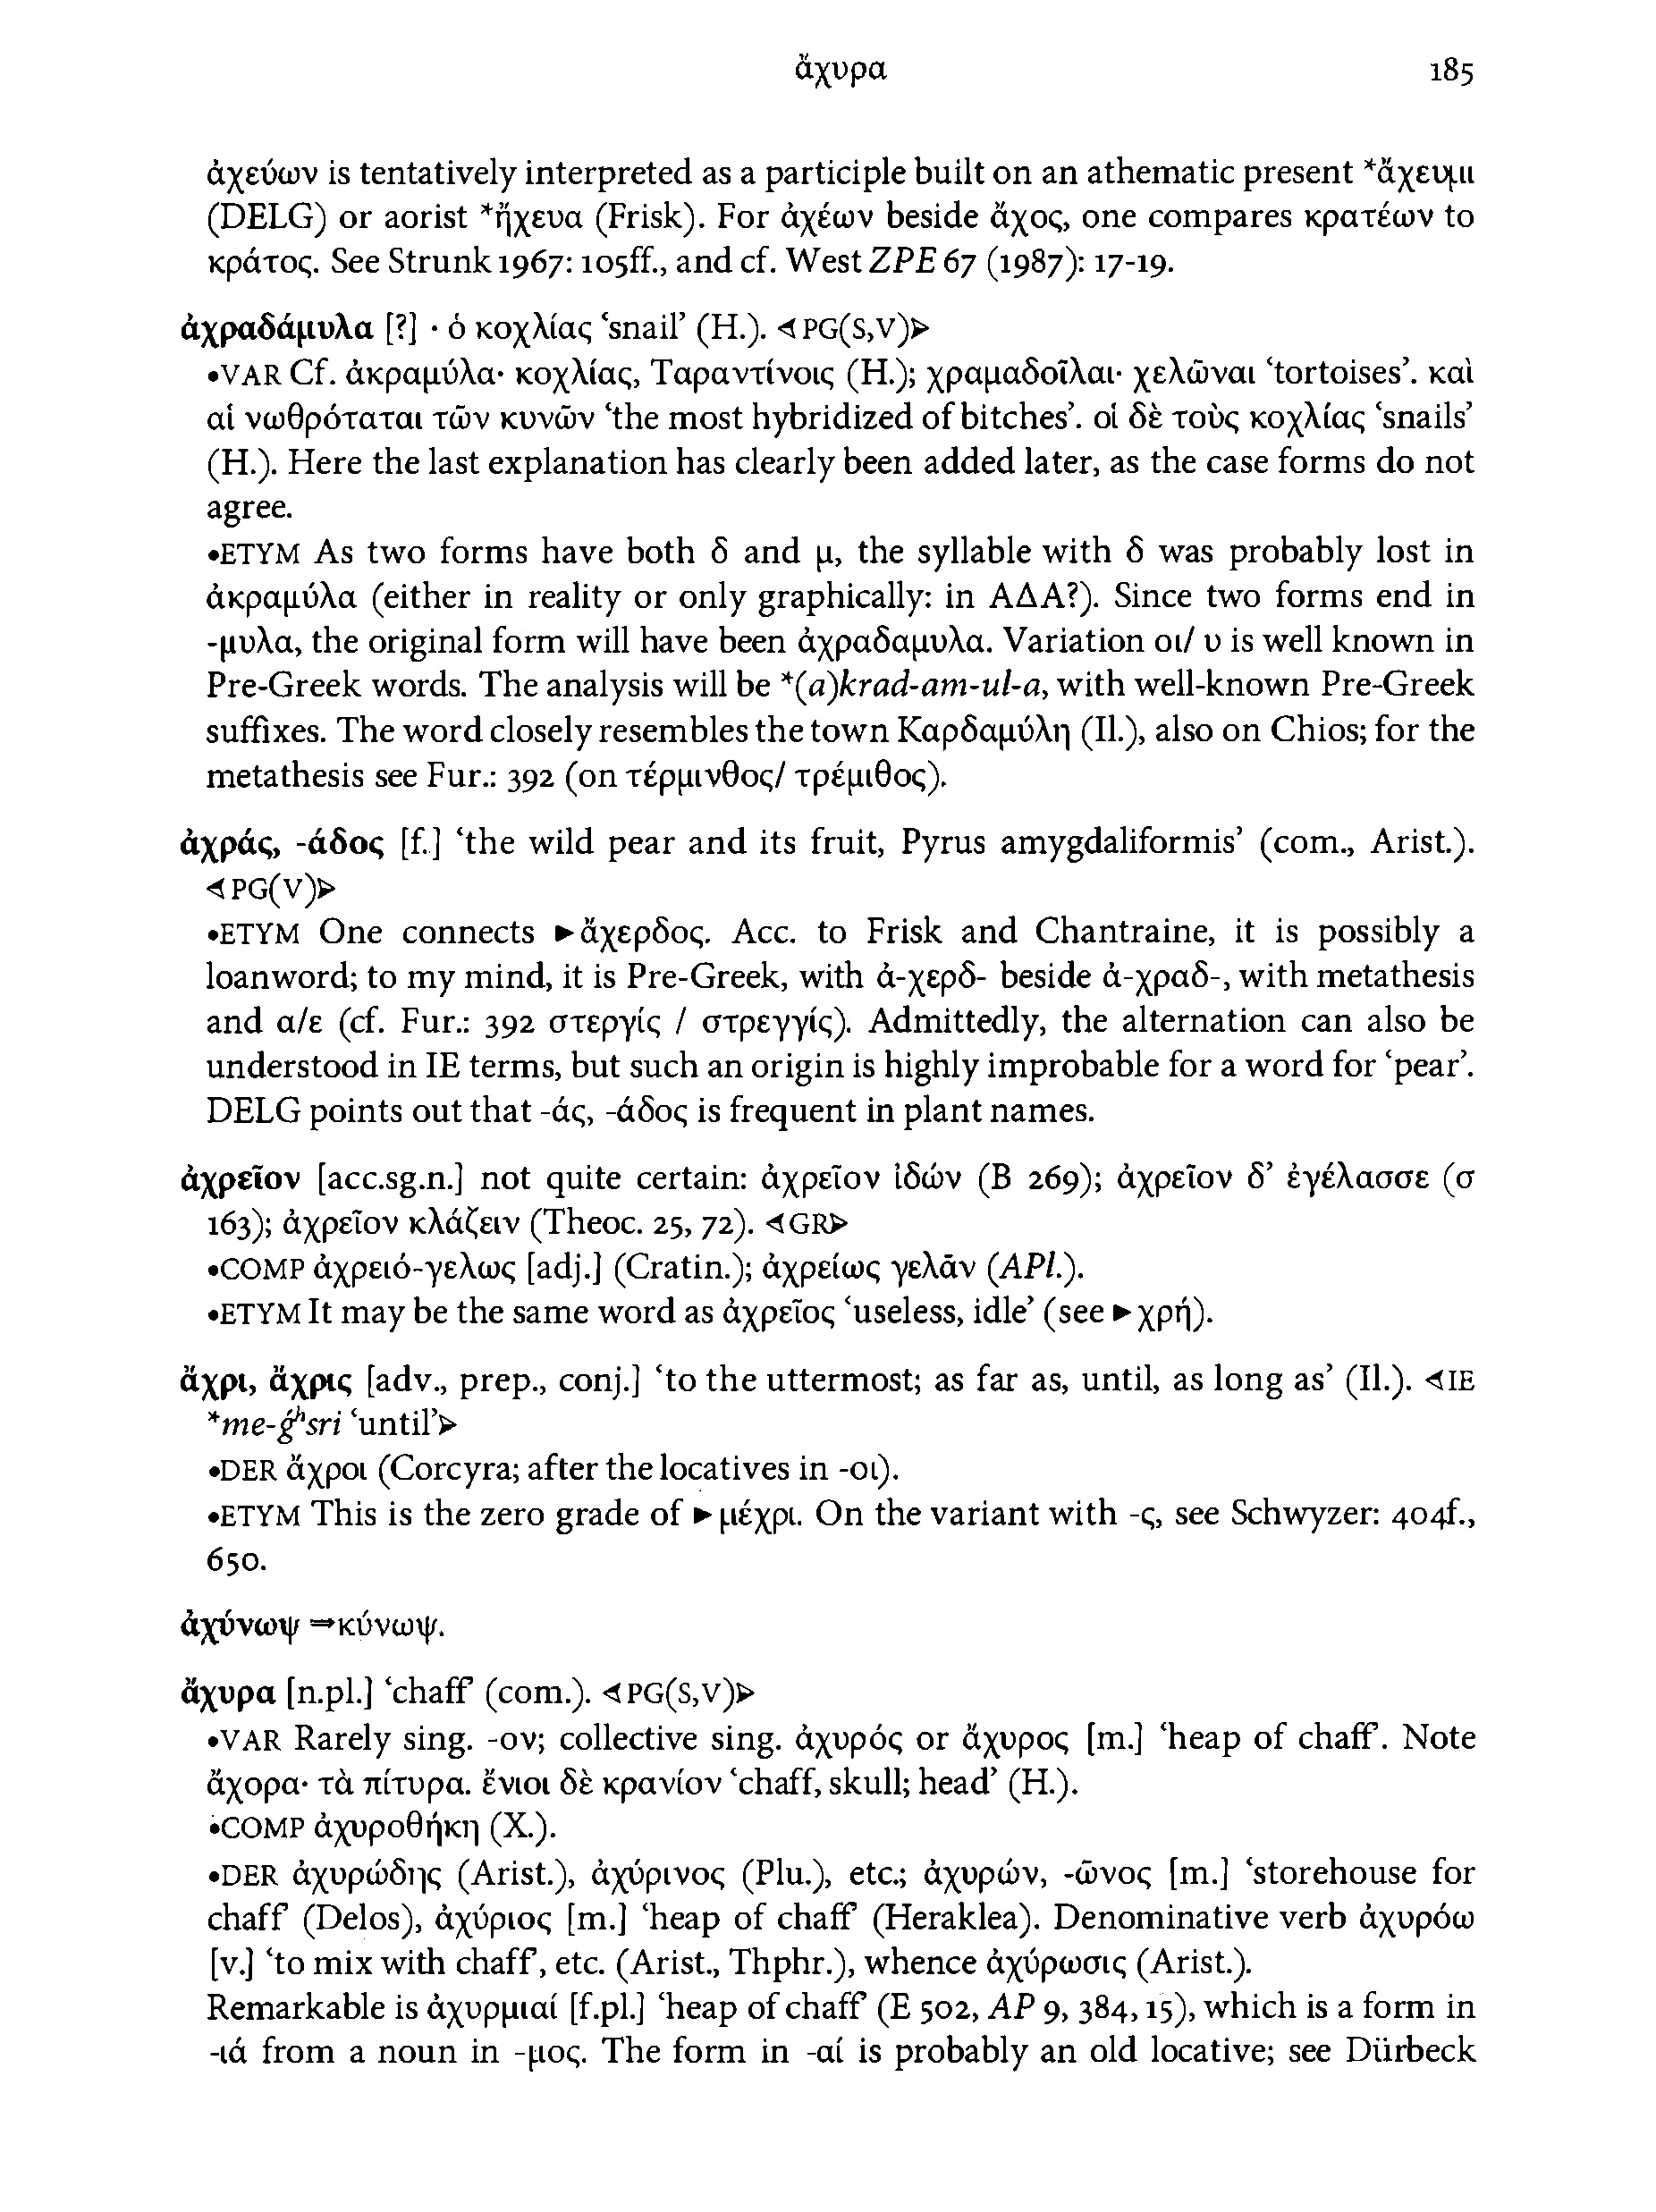 ἄχυρα 185
ἀχεύων is tentatively interpreted as a participle built on an athematic present *ἄχευμι
(DELG) or aorist *ἤχευα (Frisk). For ἀχέων beside ἄχος, one compares κρατέων to
κράτος. See Strunk 1967: 105ff., and cf. West ZPE 67 (1987): 17-19.
ἀχραδάμυλα [?] · ὁ κοχλίας ‘snail’ (H.). ⊲PG(S,V)⊳
•VAR Cf. ἀκραμύλα· κοχλίας, Ταραντίνοις (H.); χραμαδοῖλαι· χελῶναι ‘tortoises’. καὶ
αἱ νωθρόταται τῶν κυνῶν ‘the most hybridized of bitches’. οἱ δὲ τοὺς κοχλίας ‘snails’
(H.). Here the last explanation has clearly been added later, as the case forms do not
agree.
•ETYM As two forms have both δ and μ, the syllable with δ was probably lost in
ἀκραμύλα (either in reality or only graphically: in ΑΔΑ?). Since two forms end in
-μυλα, the original form will have been ἀχραδαμυλα. Variation οι/ υ is well known in
Pre-Greek words. The analysis will be *(a)krad-am-ul-a, with well-known Pre-Greek
suffixes. The word closely resembles the town Καρδαμύλη (Il.), also on Chios; for the
metathesis see Fur.: 392 (on τέρμινθος/ τρέμιθος).
ἀχράς, -άδος [f.] ‘the wild pear and its fruit, Pyrus amygdaliformis’ (com., Arist.).
⊲PG(V)⊳
•ETYM One connects ►ἄχερδος. Acc. to Frisk and Chantraine, it is possibly a
loanword; to my mind, it is Pre-Greek, with ἀ-χερδ- beside ἀ-χραδ-, with metathesis
and α/ε (cf. Fur.: 392 στεργίς / στρεγγίς). Admittedly, the alternation can also be
understood in IE terms, but such an origin is highly improbable for a word for ‘pear’.
DELG points out that -άς, -άδος is frequent in plant names.
ἀχρεῖον [acc.sg.n.] not quite certain: ἀχρεῖον ἰδών (Β 269); ἀχρεῖον δ’ ἐγέλασσε (σ
163); ἀχρεῖον κλάζειν (Theoc. 25, 72). ⊲GR⊳
•COMP ἀχρειό-γελως [adj.] (Cratin.); ἀχρείως γελᾶν (APl.).
•ETYM It may be the same word as ἀχρεῖος ‘useless, idle’ (see ►χρή).
ἄχρι, ἄχρις [adv., prep., conj.] ‘to the uttermost; as far as, until, as long as’ (Il.). ⊲IE
*me-ǵʰsri ‘until’⊳
•DER ἄχροι (Corcyra; after the locatives in -οι).
•ETYM This is the zero grade of ►μέχρι. On the variant with -ς, see Schwyzer: 404f.,
650.
ἀχύνωψ ⇒κύνωψ.
ἄχυρα [n.pl.] ‘chaff’ (com.). ⊲PG(S,V)⊳
•VAR Rarely sing. -ον; collective sing. ἀχυρός or ἄχυρος [m.] ‘heap of chaff’. Note
ἄχορα· τὰ πίτυρα. ἔνιοι δὲ κρανίον ‘chaff, skull; head’ (H.).
•COMP ἀχυροθήκη (X.).
•DER ἀχυρώδης (Arist.), ἀχύρινος (Plu.), etc.; ἀχυρών, -ῶνος [m.] ‘storehouse for
chaff’ (Delos), ἀχύριος [m.] ‘heap of chaff’ (Heraklea). Denominative verb ἀχυρόω
[v.] ‘to mix with chaff’, etc. (Arist., Thphr.), whence ἀχύρωσις (Arist.).
Remarkable is ἀχυρμιαί [f.pl.] ‘heap of chaff’ (E 502, AP 9, 384, 15), which is a form in
-ιά from a noun in -μος. The form in -αί is probably an old locative; see Dürbeck